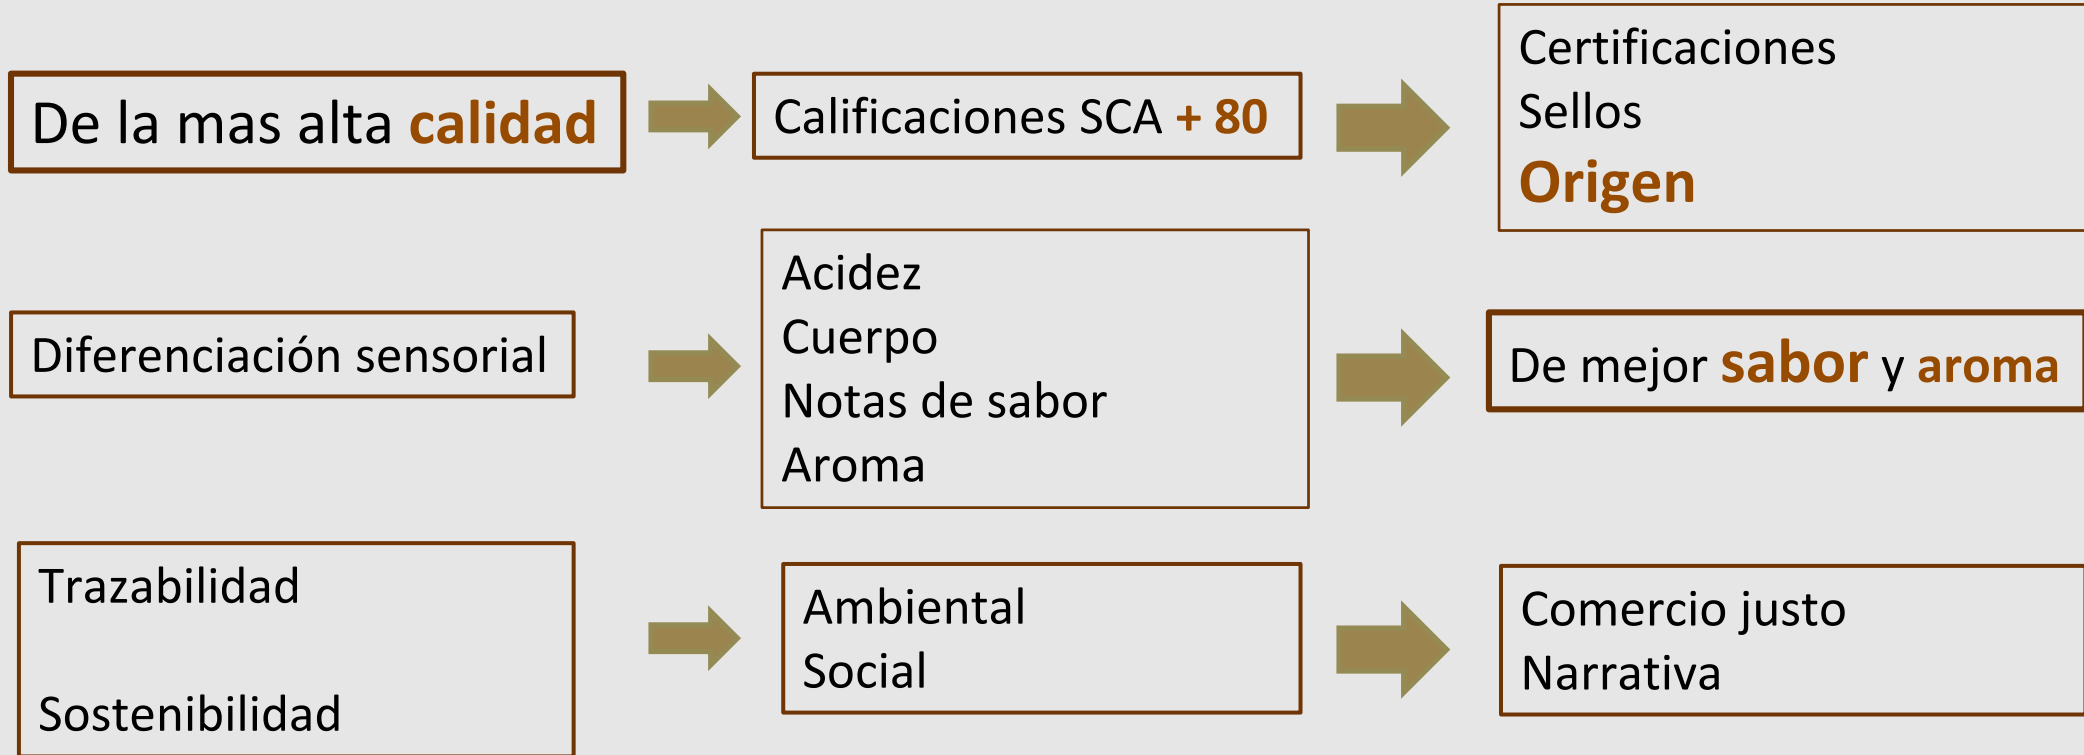 De la mas alta calidad
Calificaciones SCA + 80
Certificaciones
Sellos
Origen
Diferenciación sensorial
Acidez
Cuerpo
Notas de sabor
Aroma
De mejor sabor y aroma
Trazabilidad
Sostenibilidad
Ambiental
Social
Comercio justo
Narrativa